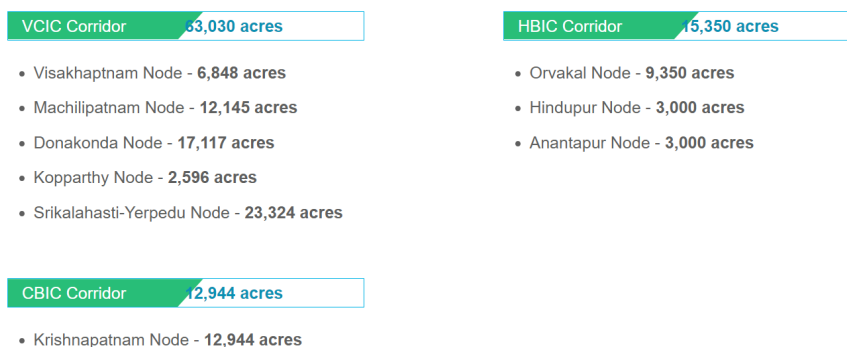 VCIC Corridor 63,030 acres
Visakhaptnam Node - 6,848 acres
Machilipatnam Node - 12,145 acres
Donakonda Node - 17,117 acres
Kopparthy Node - 2,596 acres
Srikalahasti-Yerpedu Node - 23,324 acres
HBIC Corridor 15,350 acres
Orvakal Node - 9,350 acres
Hindupur Node - 3,000 acres
Anantapur Node - 3,000 acres
CBIC Corridor 12,944 acres
Krishnapatnam Node - 12,944 acres